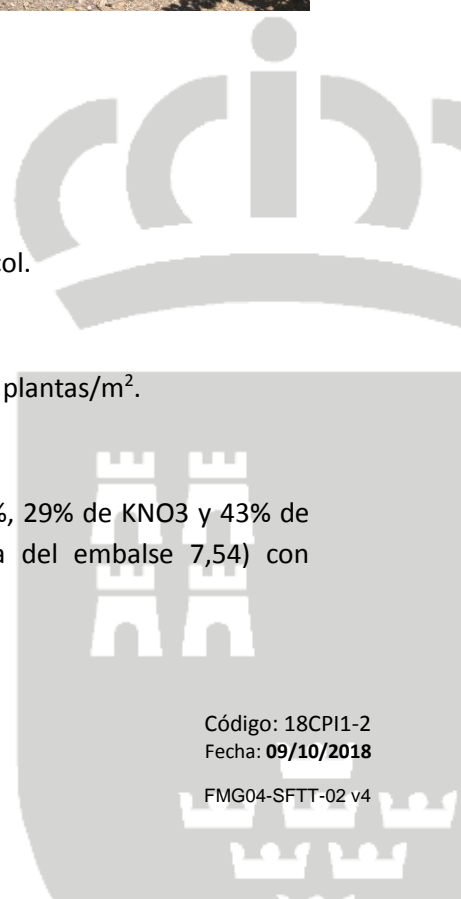 col.
plantas/m².
%, 29% de KNO3 y 43% de
del embalse 7,54) con
Código: 18CPI1-2
Fecha: 09/10/2018
FMG04-SFTT-02 v4